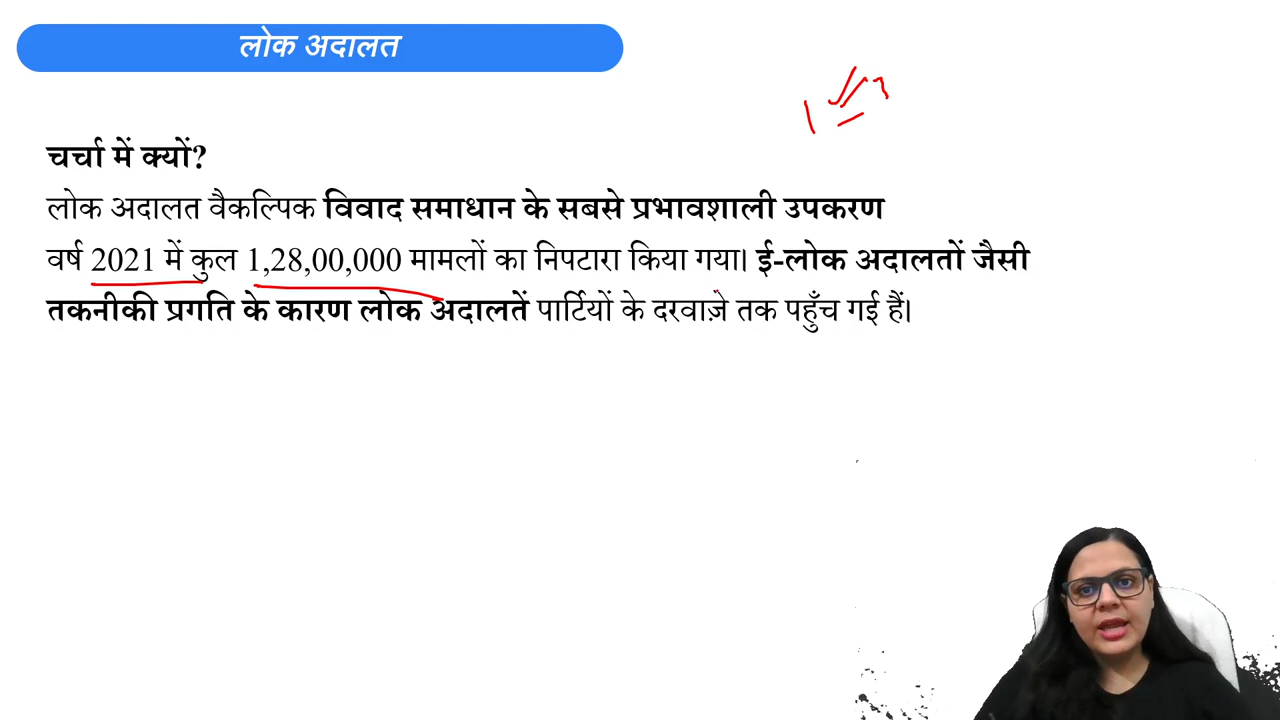 लोक अदालत
चर्चा में क्यों?
लोक अदालत वैकल्पिक विवाद समाधान के सबसे प्रभावशाली उपकरण
वर्ष 2021 में कुल 1,28,00,000 मामलों का निपटारा किया गया। ई-लोक अदालतों जैसी
तकनीकी प्रगति के कारण लोक अदालतें पार्टियों के दरवाज़े तक पहुँच गई हैं।